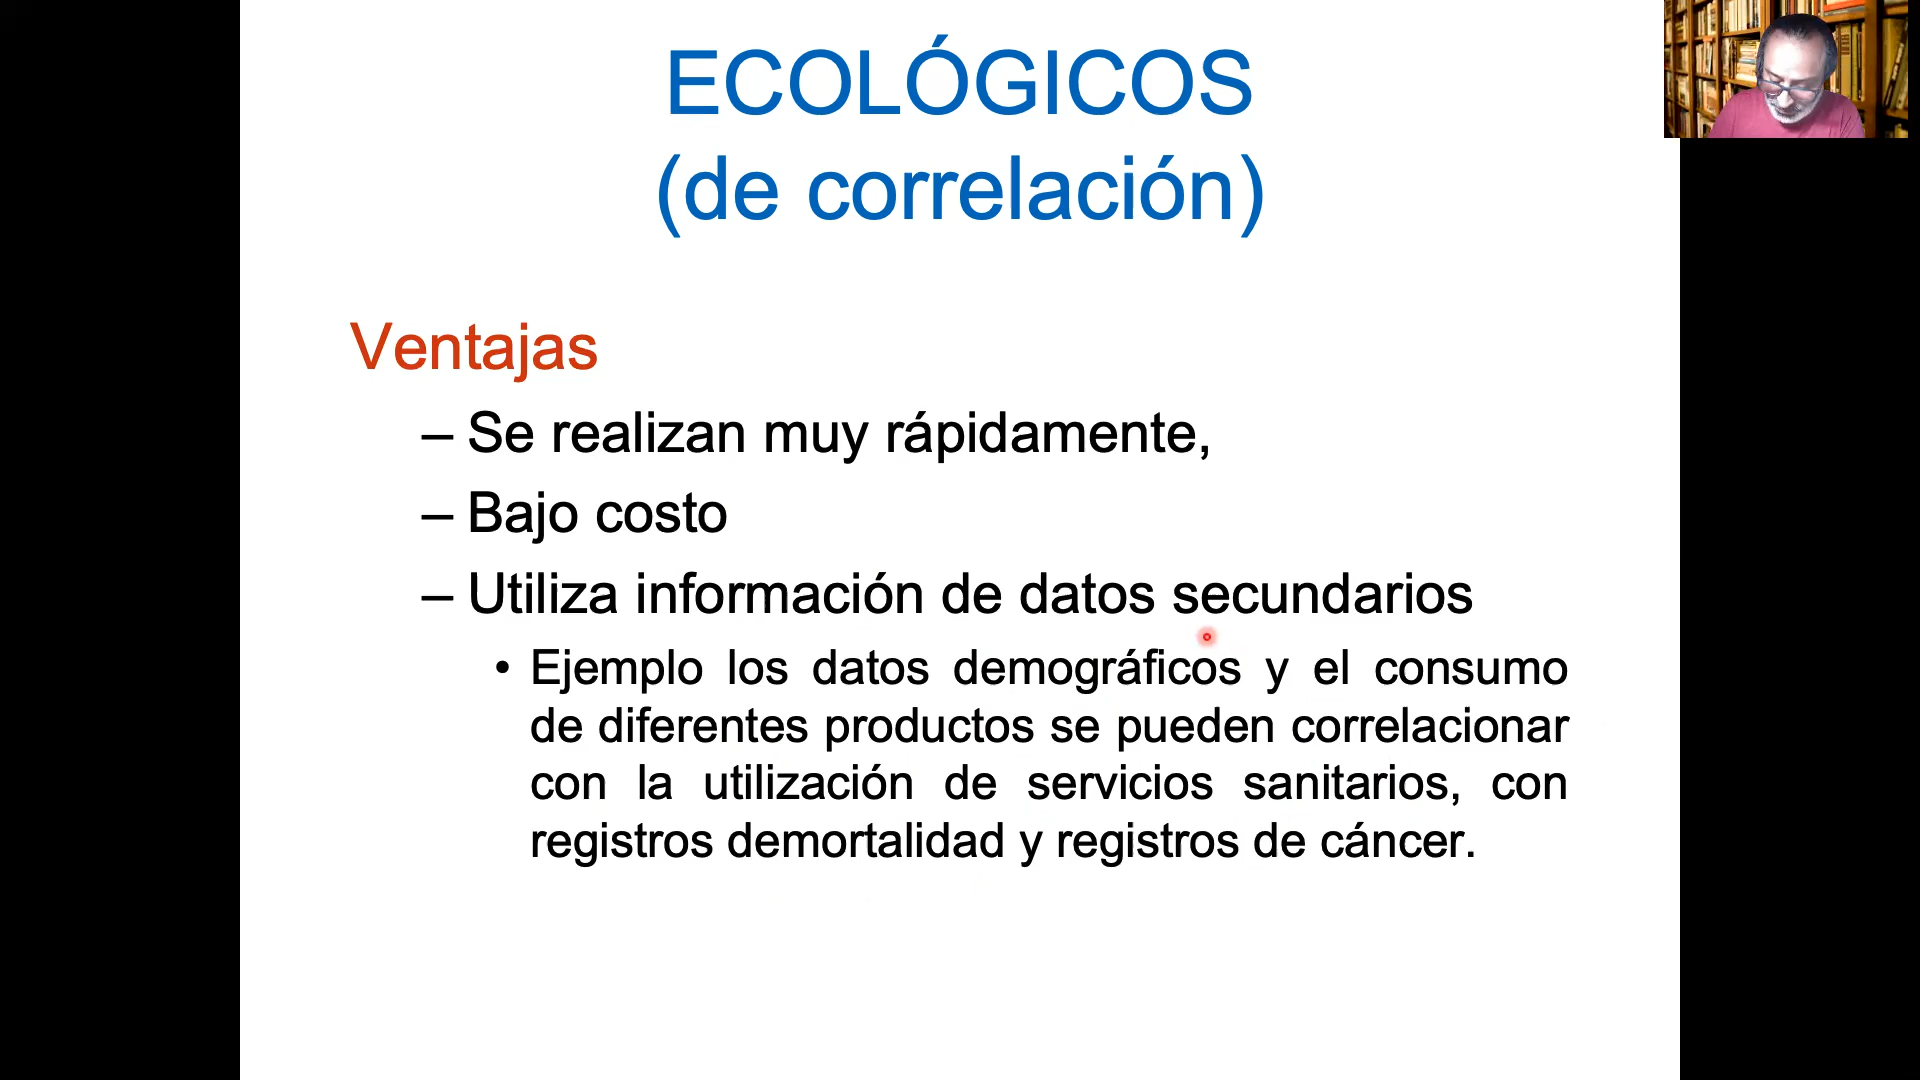 ECOLÓGICOS
(de correlación)
Ventajas
– Se realizan muy rápidamente,
– Bajo costo
– Utiliza información de datos secundarios
• Ejemplo los datos demográficos y el consumo
de diferentes productos se pueden correlacionar
con la utilización de servicios sanitarios, con
registros demortalidad y registros de cáncer.